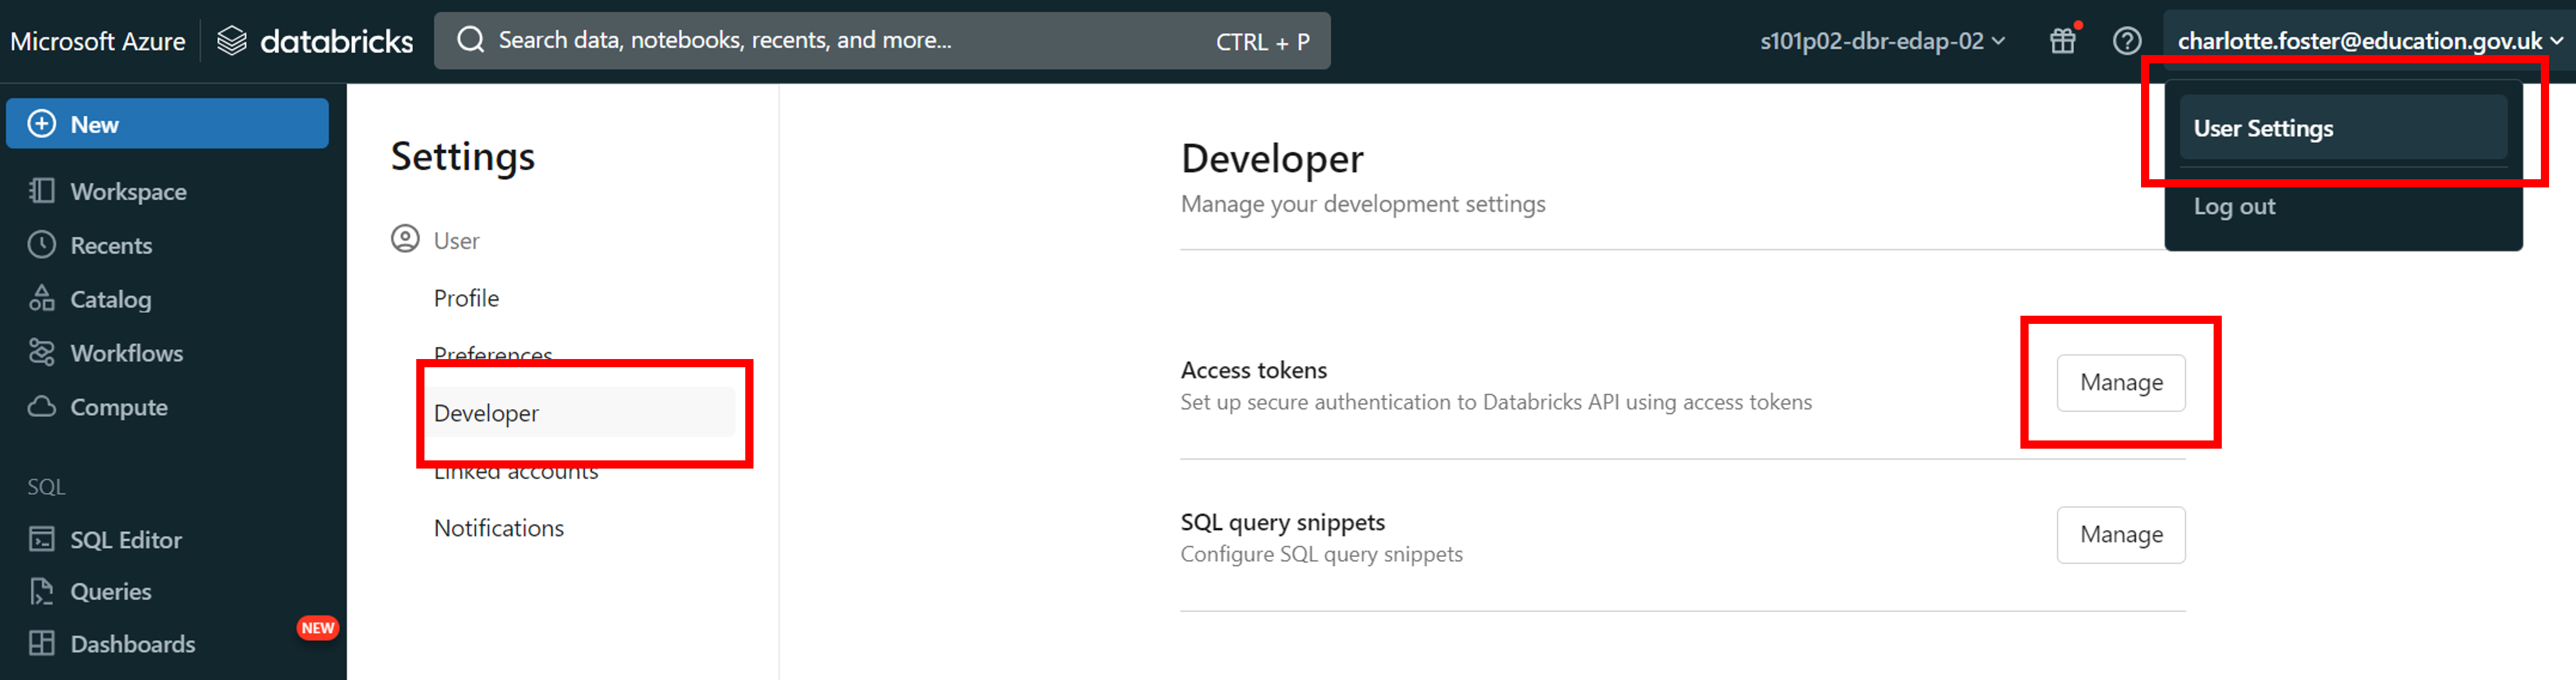 Microsoft Azure databricks Search data, notebooks, recents, and more... CTRL + P s101p02-dbr-edap-02 charlotte.foster@education.gov.uk
User Settings
Log out
New
Workspace
Recents
Catalog
Workflows
Compute
SQL
SQL Editor
Queries
Dashboards
NEW
Settings
User
Profile
Preferences
Developer
Linked accounts
Notifications
Developer
Manage your development settings
Access tokens
Set up secure authentication to Databricks API using access tokens
Manage
SQL query snippets
Configure SQL query snippets
Manage